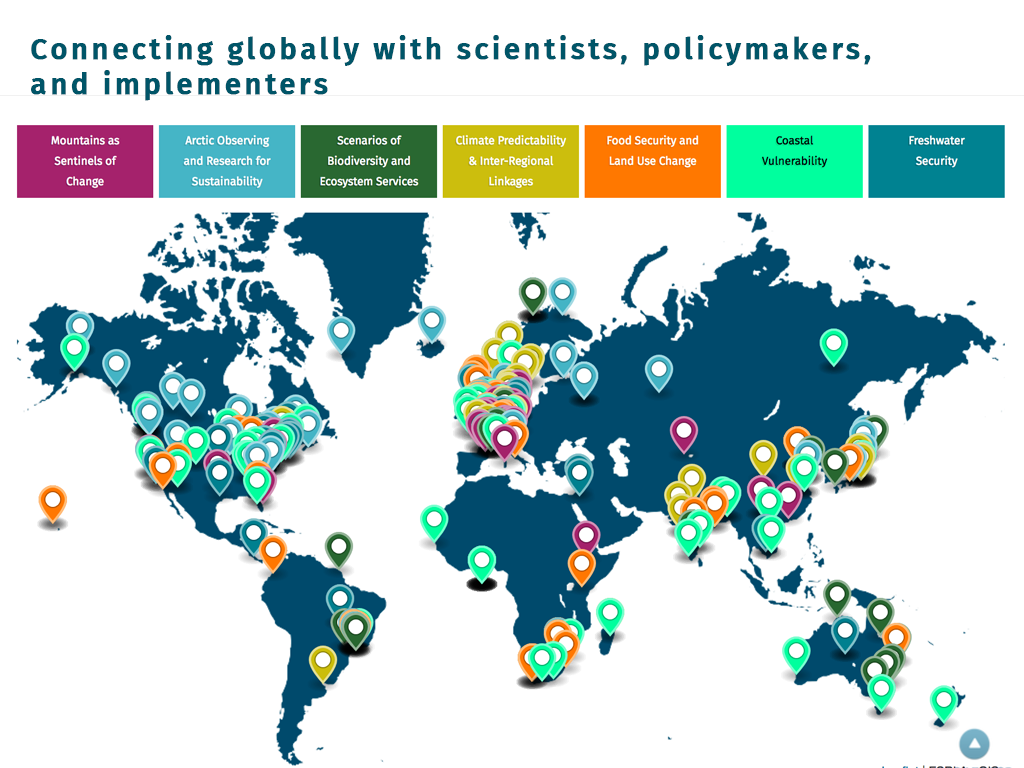 Connecting globally with scientists, policymakers,
and implementers
Mountains as
Sentinels of
Change
Arctic Observing
and Research for
Sustainability
Scenarios of
Biodiversity and
Ecosystem Services
Climate Predictability
& Inter-Regional
Linkages
Food Security and
Land Use Change
Coastal
Vulnerability
Freshwater
Security